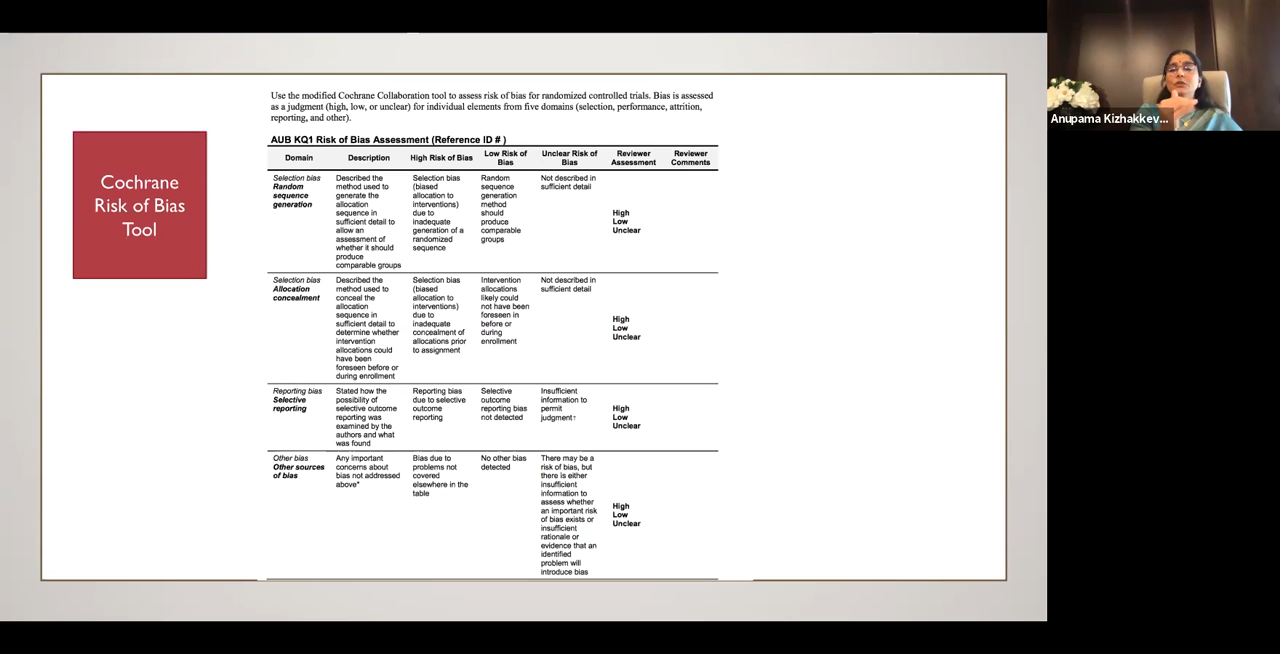 Use the modified Cochrane Collaboration tool to assess risk of bias for randomized controlled trials. Bias is assessed
as a judgment (high, low, or unclear) for individual elements from five domains (selection, performance, attrition,
reporting, and other).
Cochrane
Risk of Bias
Tool
AUB KQ1 Risk of Bias Assessment (Reference ID # )
Domain
Description
High Risk of Bias
Low Risk of
Bias
Unclear Risk of
Bias
Reviewer
Assessment
Reviewer
Comments
Selection bias
Random
sequence
generation
Described the
method used to
generate the
allocation
sequence in
sufficient detail to
allow an
assessment of
whether it should
produce
comparable groups
Selection bias
(biased
allocation to
interventions)
due to
inadequate
generation of a
randomized
sequence
Random
sequence
generation
method
should
produce
comparable
groups
Not described in
sufficient detail
High
Low
Unclear
Selection bias
Allocation
concealment
Described the
method used to
conceal the
allocation
sequence in
sufficient detail to
determine whether
intervention
allocations could
have been
foreseen before or
during enrollment
Selection bias
(biased
allocation to
interventions)
due to
inadequate
concealment of
allocations prior
to assignment
Intervention
allocations
likely could
not have been
foreseen in
before or
during
enrollment
Not described in
sufficient detail
High
Low
Unclear
Reporting bias
Selective
reporting
Stated how the
possibility of
selective outcome
reporting was
examined by the
authors and what
was found
Reporting bias
due to selective
outcome
reporting
Selective
outcome
reporting bias
not detected
Insufficient
information to
permit
judgment†
High
Low
Unclear
Other bias
Other sources
of bias
Any important
concerns about
bias not addressed
above*
Bias due to
problems not
covered
elsewhere in the
table
No other bias
detected
There may be a
risk of bias, but
there is either
insufficient
information to
assess whether
an important risk
of bias exists or
insufficient
rationale or
evidence that an
identified
problem will
introduce bias
High
Low
Unclear
Anupama Kizhakkev...